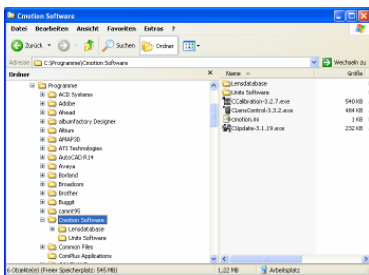 Cmotion Software
Datei Bearbeiten Ansicht Favoriten Extras ?
Zurück Suchen Ordner
Adresse C:\Programme\Cmotion Software Wechseln zu
Ordner
Programme
ACD Systems
Adobe
Ahead
albumfactory Designer
Altium
AMAP3D
ATI Technologies
AutoCAD R14
Avaya
Borland
Broadcom
Brother
Buggit
cammt95
Cmotion Software
Lensdatabase
Units Software
Common Files
ComPlus Applications
Name Größe
Lensdatabase
Units Software
CCalibration-3.2.7.exe 540 KB
CLensControl-3.3.2.exe 484 KB
cmotion.ini 1 KB
CUpdate-3.1.19.exe 232 KB
6 Objekt(e) (Freier Speicherplatz: 545 MB) 1,22 MB Arbeitsplatz